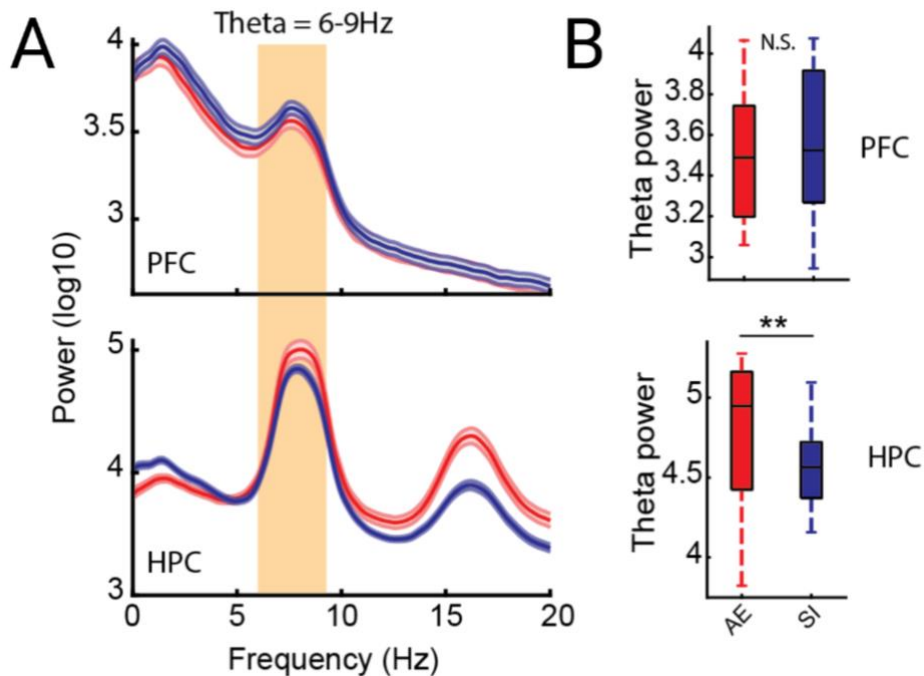 A
Theta = 6-9Hz
B
Power (log10)
4
3.5
3
PFC
5
4
3
HPC
0 5 10 15 20
Frequency (Hz)
N.S.
Theta power
4
3.8
3.6
3.4
3.2
3
PFC
**
Theta power
5
4.5
4
HPC
AE SI